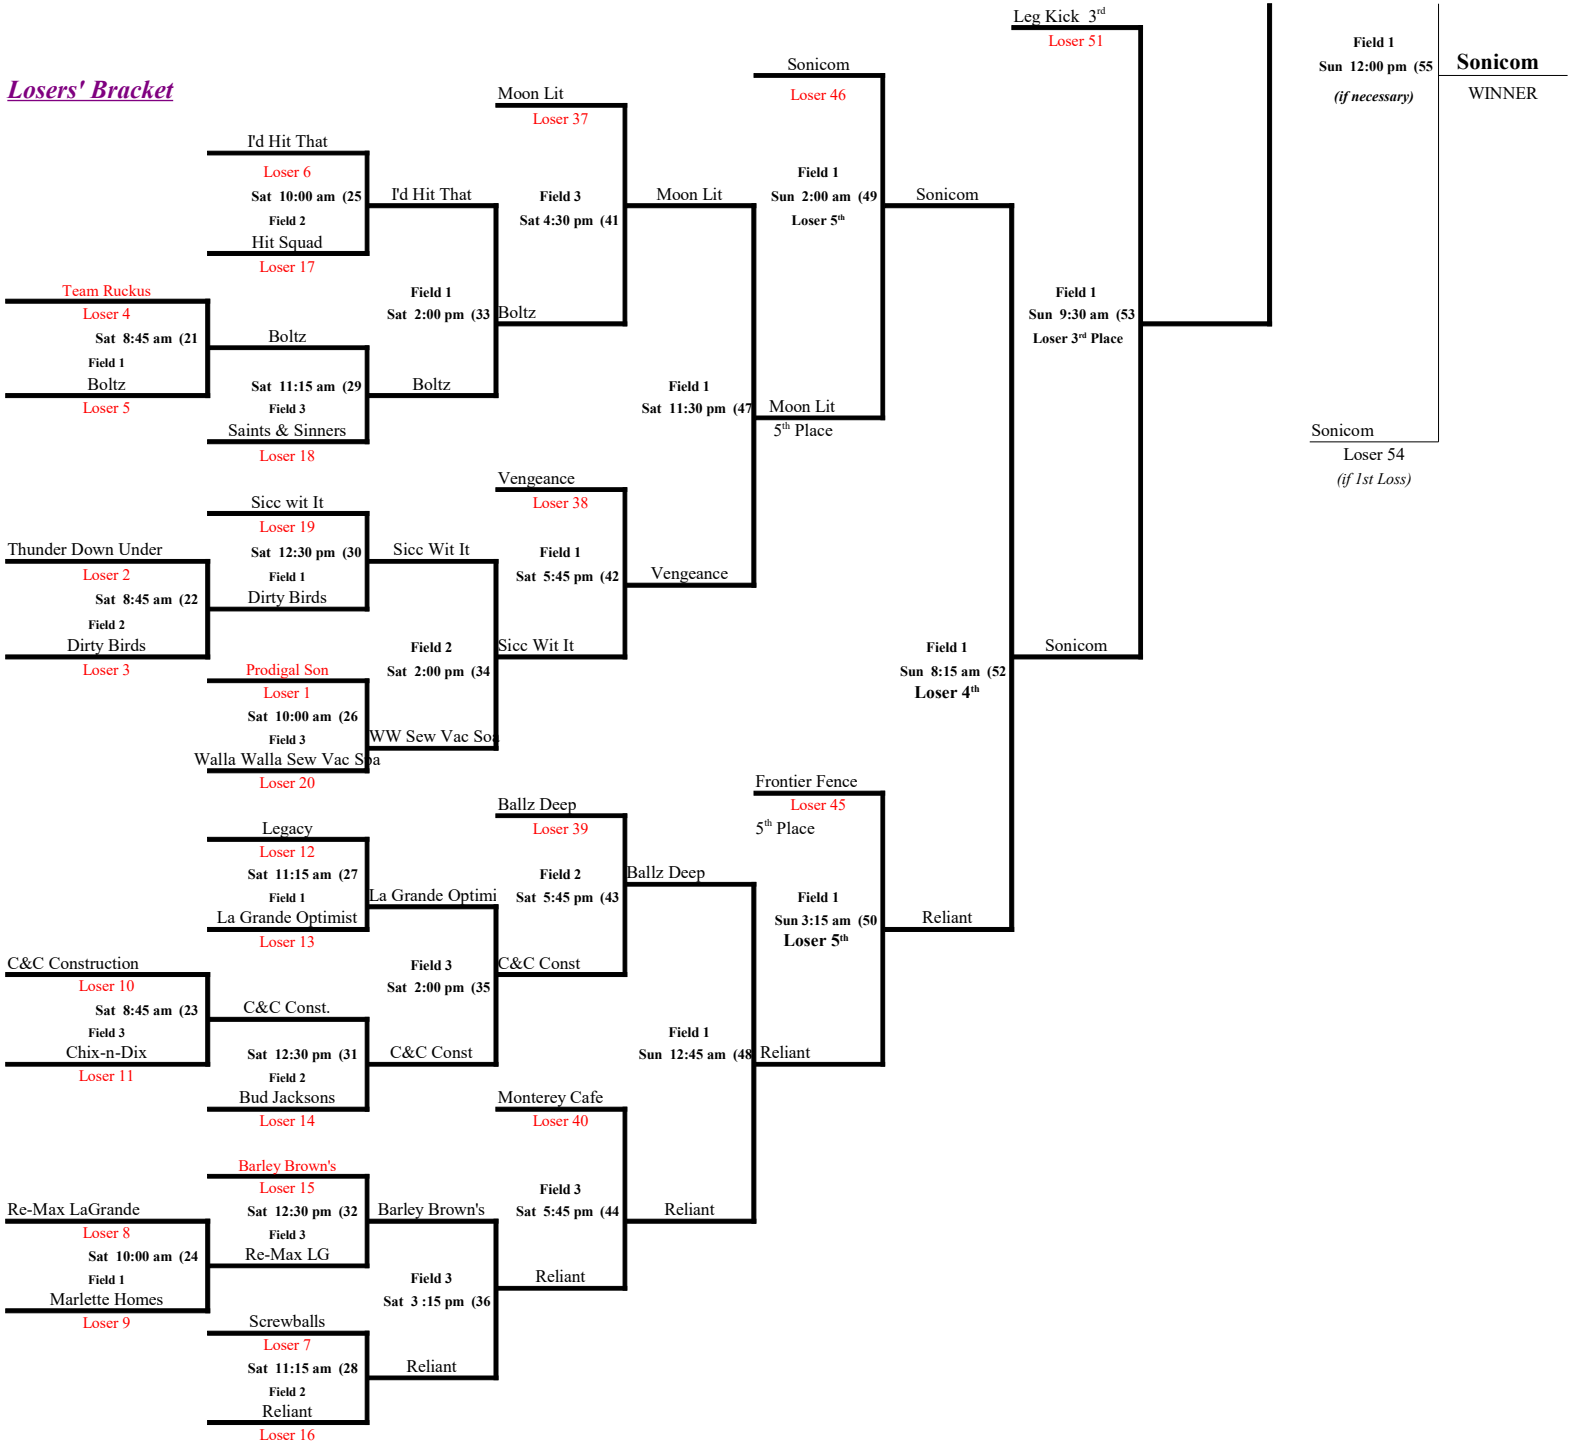 Leg Kick 3rd
Loser 51
Field 1
Sun 12:00 pm (55
(if necessary)
Sonicom
WINNER
Losers' Bracket
Sonicom
Loser 46
Moon Lit
Loser 37
I'd Hit That
Loser 6
Sat 10:00 am (25
Field 2
Hit Squad
Loser 17
I'd Hit That
Field 3
Sat 4:30 pm (41
Moon Lit
Field 1
Sun 2:00 am (49
Loser 5th
Sonicom
Team Ruckus
Loser 4
Sat 8:45 am (21
Field 1
Boltz
Loser 5
Boltz
Sat 11:15 am (29
Field 3
Saints & Sinners
Loser 18
Field 1
Sat 2:00 pm (33
Boltz
Boltz
Field 1
Sat 11:30 pm (47
Moon Lit
5th Place
Field 1
Sun 9:30 am (53
Loser 3rd Place
Sonicom
Loser 54
(if 1st Loss)
Vengeance
Loser 38
Sicc wit It
Loser 19
Sat 12:30 pm (30
Field 1
Dirty Birds
Thunder Down Under
Loser 2
Sat 8:45 am (22
Field 2
Dirty Birds
Loser 3
Sicc Wit It
Field 1
Sat 5:45 pm (42
Vengeance
Field 2
Sat 2:00 pm (34
Sicc Wit It
Prodigal Son
Loser 1
Sat 10:00 am (26
Field 3
Walla Walla Sew Vac Spa
Loser 20
WW Sew Vac Soa
Field 1
Sun 8:15 am (52
Loser 4th
Sonicom
Frontier Fence
Loser 45
5th Place
Ballz Deep
Loser 39
Legacy
Loser 12
Sat 11:15 am (27
Field 1
La Grande Optimist
Loser 13
La Grande Optimi
Field 2
Sat 5:45 pm (43
Ballz Deep
Field 1
Sun 3:15 am (50
Loser 5th
Reliant
C&C Construction
Loser 10
Sat 8:45 am (23
Field 3
Chix-n-Dix
Loser 11
C&C Const.
Sat 12:30 pm (31
Field 2
Bud Jacksons
Loser 14
Field 3
Sat 2:00 pm (35
C&C Const
C&C Const
Field 1
Sun 12:45 am (48
Reliant
Monterey Cafe
Loser 40
Barley Brown's
Loser 15
Sat 12:30 pm (32
Field 3
Re-Max LG
Re-Max LaGrande
Loser 8
Sat 10:00 am (24
Field 1
Marlette Homes
Loser 9
Barley Brown's
Field 3
Sat 5:45 pm (44
Reliant
Field 3
Sat 3 :15 pm (36
Reliant
Screwballs
Loser 7
Sat 11:15 am (28
Field 2
Reliant
Loser 16
Reliant